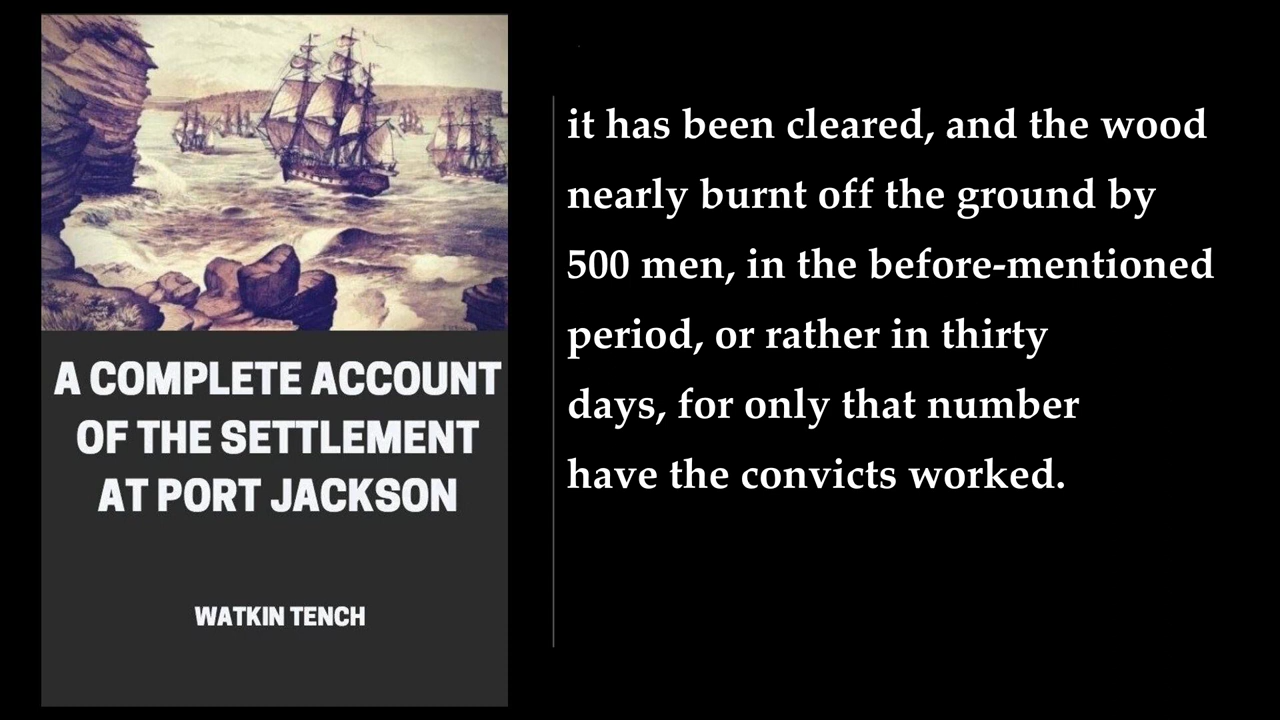 A COMPLETE ACCOUNT
OF THE SETTLEMENT
AT PORT JACKSON
WATKIN TENCH
it has been cleared, and the wood
nearly burnt off the ground by
500 men, in the before-mentioned
period, or rather in thirty
days, for only that number
have the convicts worked.